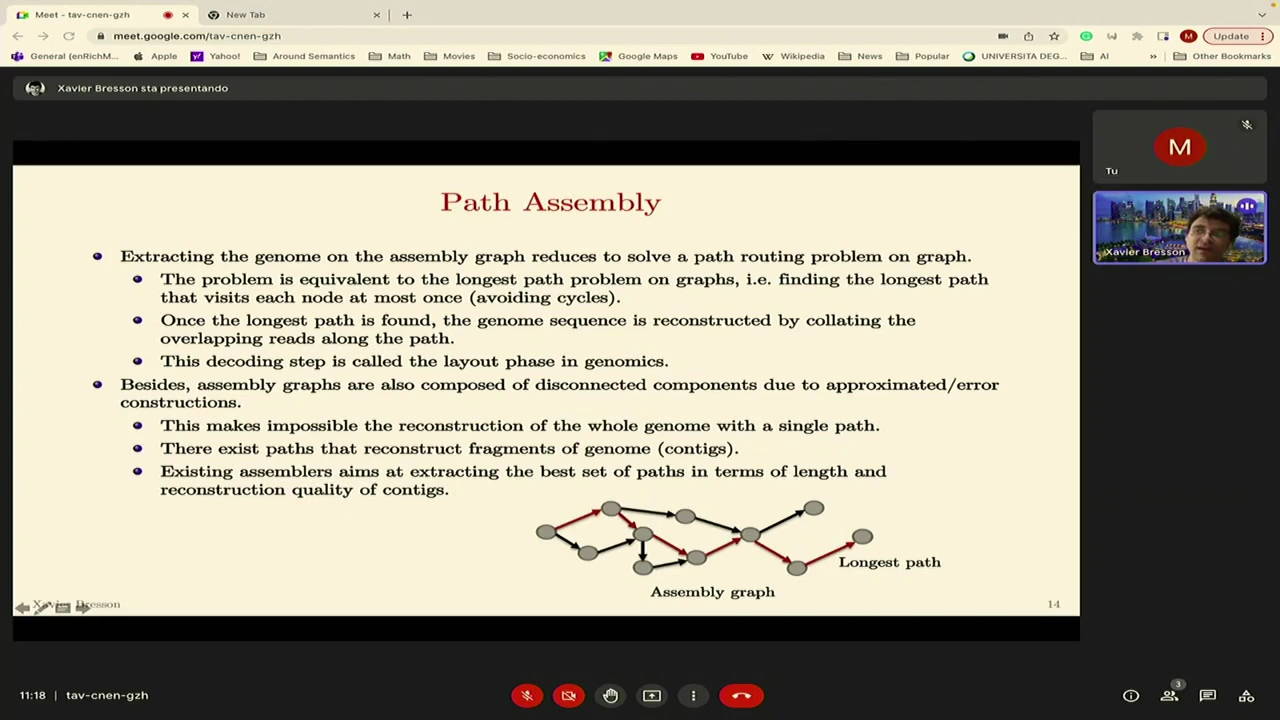 Meet - tav-cnen-gzh
New Tab
meet.google.com/tav-cnen-gzh
M
Update
General (enRichM...
Apple
Yahoo!
Around Semantics
Math
Movies
Socio-economics
Google Maps
YouTube
Wikipedia
News
Popular
UNIVERSITA DEG...
AI
»
Other Bookmarks
Xavier Bresson sta presentando
M
Tu
Xavier Bresson
Path Assembly
Extracting the genome on the assembly graph reduces to solve a path routing problem on graph.
The problem is equivalent to the longest path problem on graphs, i.e. finding the longest path
that visits each node at most once (avoiding cycles).
Once the longest path is found, the genome sequence is reconstructed by collating the
overlapping reads along the path.
This decoding step is called the layout phase in genomics.
Besides, assembly graphs are also composed of disconnected components due to approximated/error
constructions.
This makes impossible the reconstruction of the whole genome with a single path.
There exist paths that reconstruct fragments of genome (contigs).
Existing assemblers aims at extracting the best set of paths in terms of length and
reconstruction quality of contigs.
Longest path
Assembly graph
Xavier Bresson
14
11:18 | tav-cnen-gzh
3